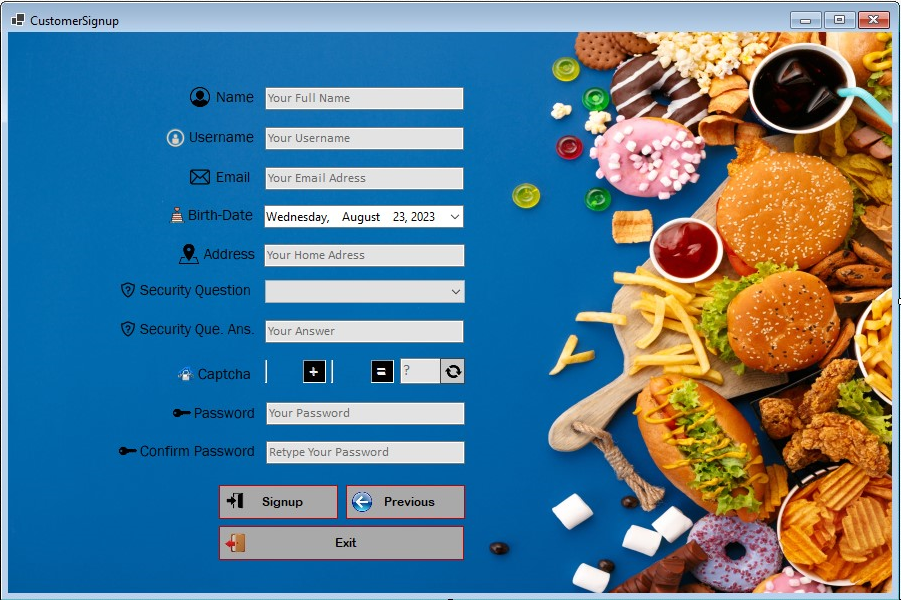 CustomerSignup
Name Your Full Name
Username Your Username
Email Your Email Adress
Birth-Date Wednesday, August 23, 2023
Address Your Home Adress
Security Question
Security Que. Ans. Your Answer
Captcha + = ?
Password Your Password
Confirm Password Retype Your Password
Signup Previous
Exit